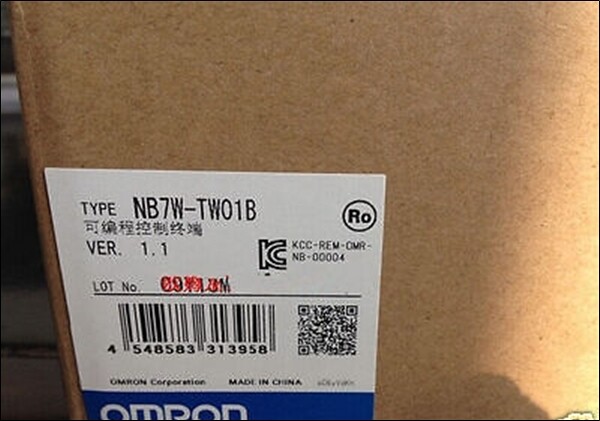 TYPE NB7W-TW01B
Ro
可编程控制终端
VER. 1.1
KCC-REM-OMR-
NB-00004
LOT No.
4 548583 313958
OMRON Corporation MADE IN CHINA
OMRON